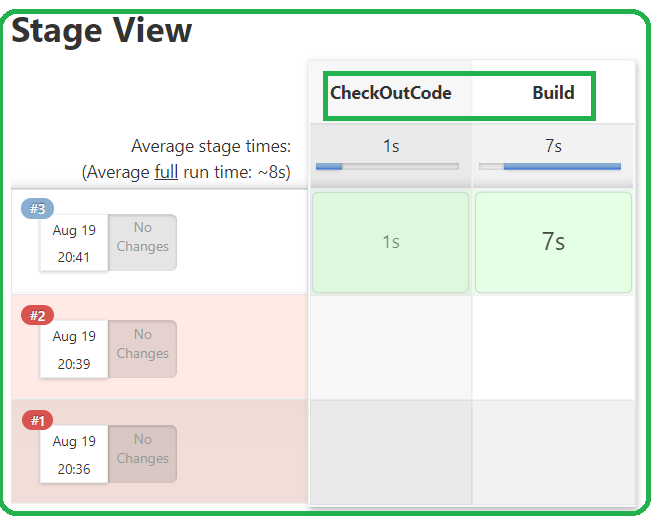 Stage View
CheckOutCode Build
Average stage times: 1s 7s
(Average full run time: ~8s)
#3
Aug 19 No
20:41 Changes
1s 7s
#2
Aug 19 No
20:39 Changes
#1
Aug 19 No
20:36 Changes